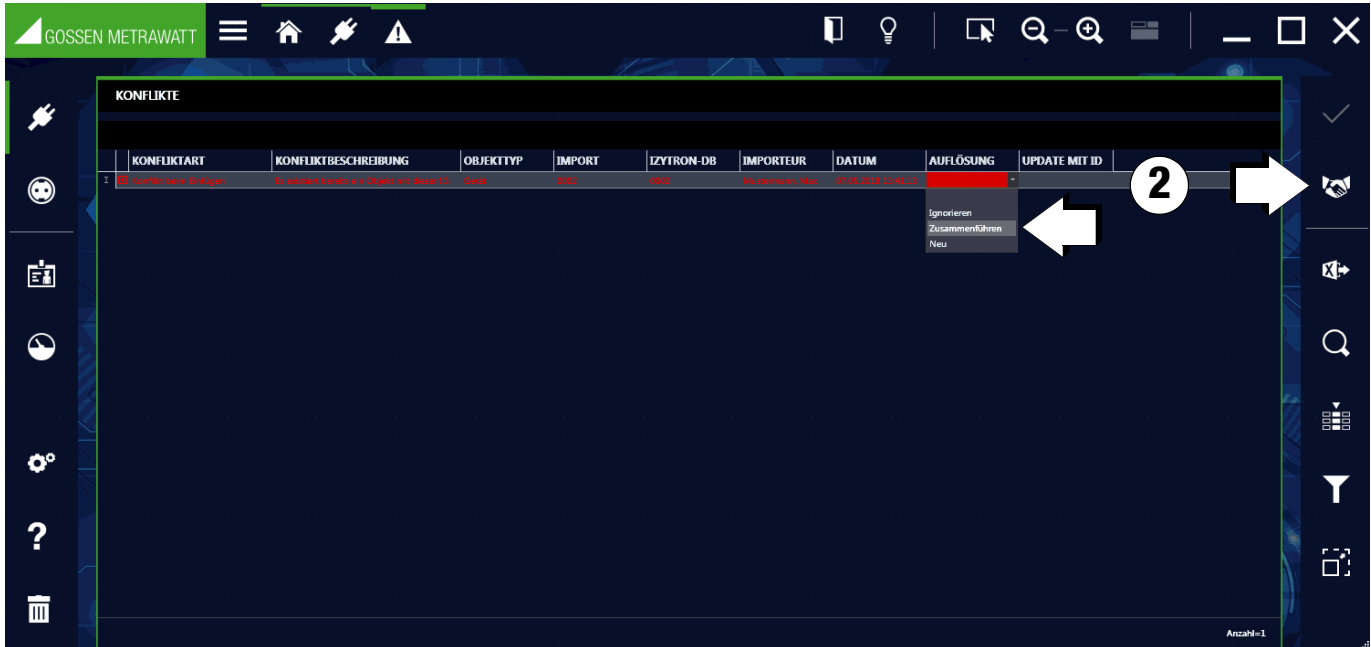 GOSSEN METRAWATT
KONFLIKTE
KONFLIKTART KONFLIKTBESCHREIBUNG OBJEKTTYP IMPORT IZYTRON-DB IMPORTEUR DATUM AUFLÖSUNG UPDATE MIT ID
Ignorieren
Zusammenführen
Neu
2
?
Anzahl=1